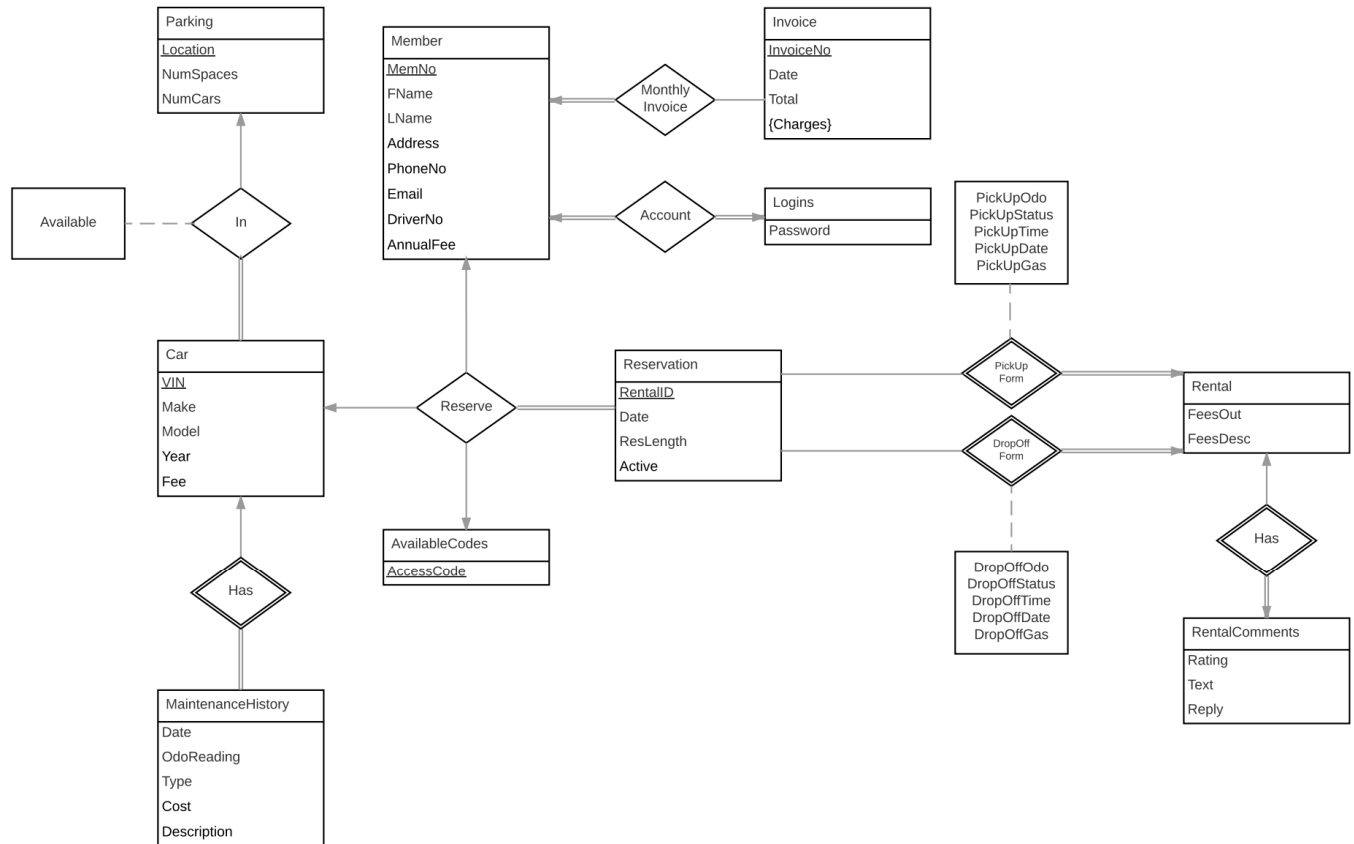 Parking
Location
NumSpaces
NumCars
Member
MemNo
FName
LName
Address
PhoneNo
Email
DriverNo
AnnualFee
Monthly
Invoice
Invoice
InvoiceNo
Date
Total
{Charges}
Available
In
Account
Logins
Password
PickUpOdo
PickUpStatus
PickUpTime
PickUpDate
PickUpGas
Car
VIN
Make
Model
Year
Fee
Reserve
Reservation
RentalID
Date
ResLength
Active
PickUp
Form
DropOff
Form
Rental
FeesOut
FeesDesc
Has
AvailableCodes
AccessCode
DropOffOdo
DropOffStatus
DropOffTime
DropOffDate
DropOffGas
Has
RentalComments
Rating
Text
Reply
MaintenanceHistory
Date
OdoReading
Type
Cost
Description